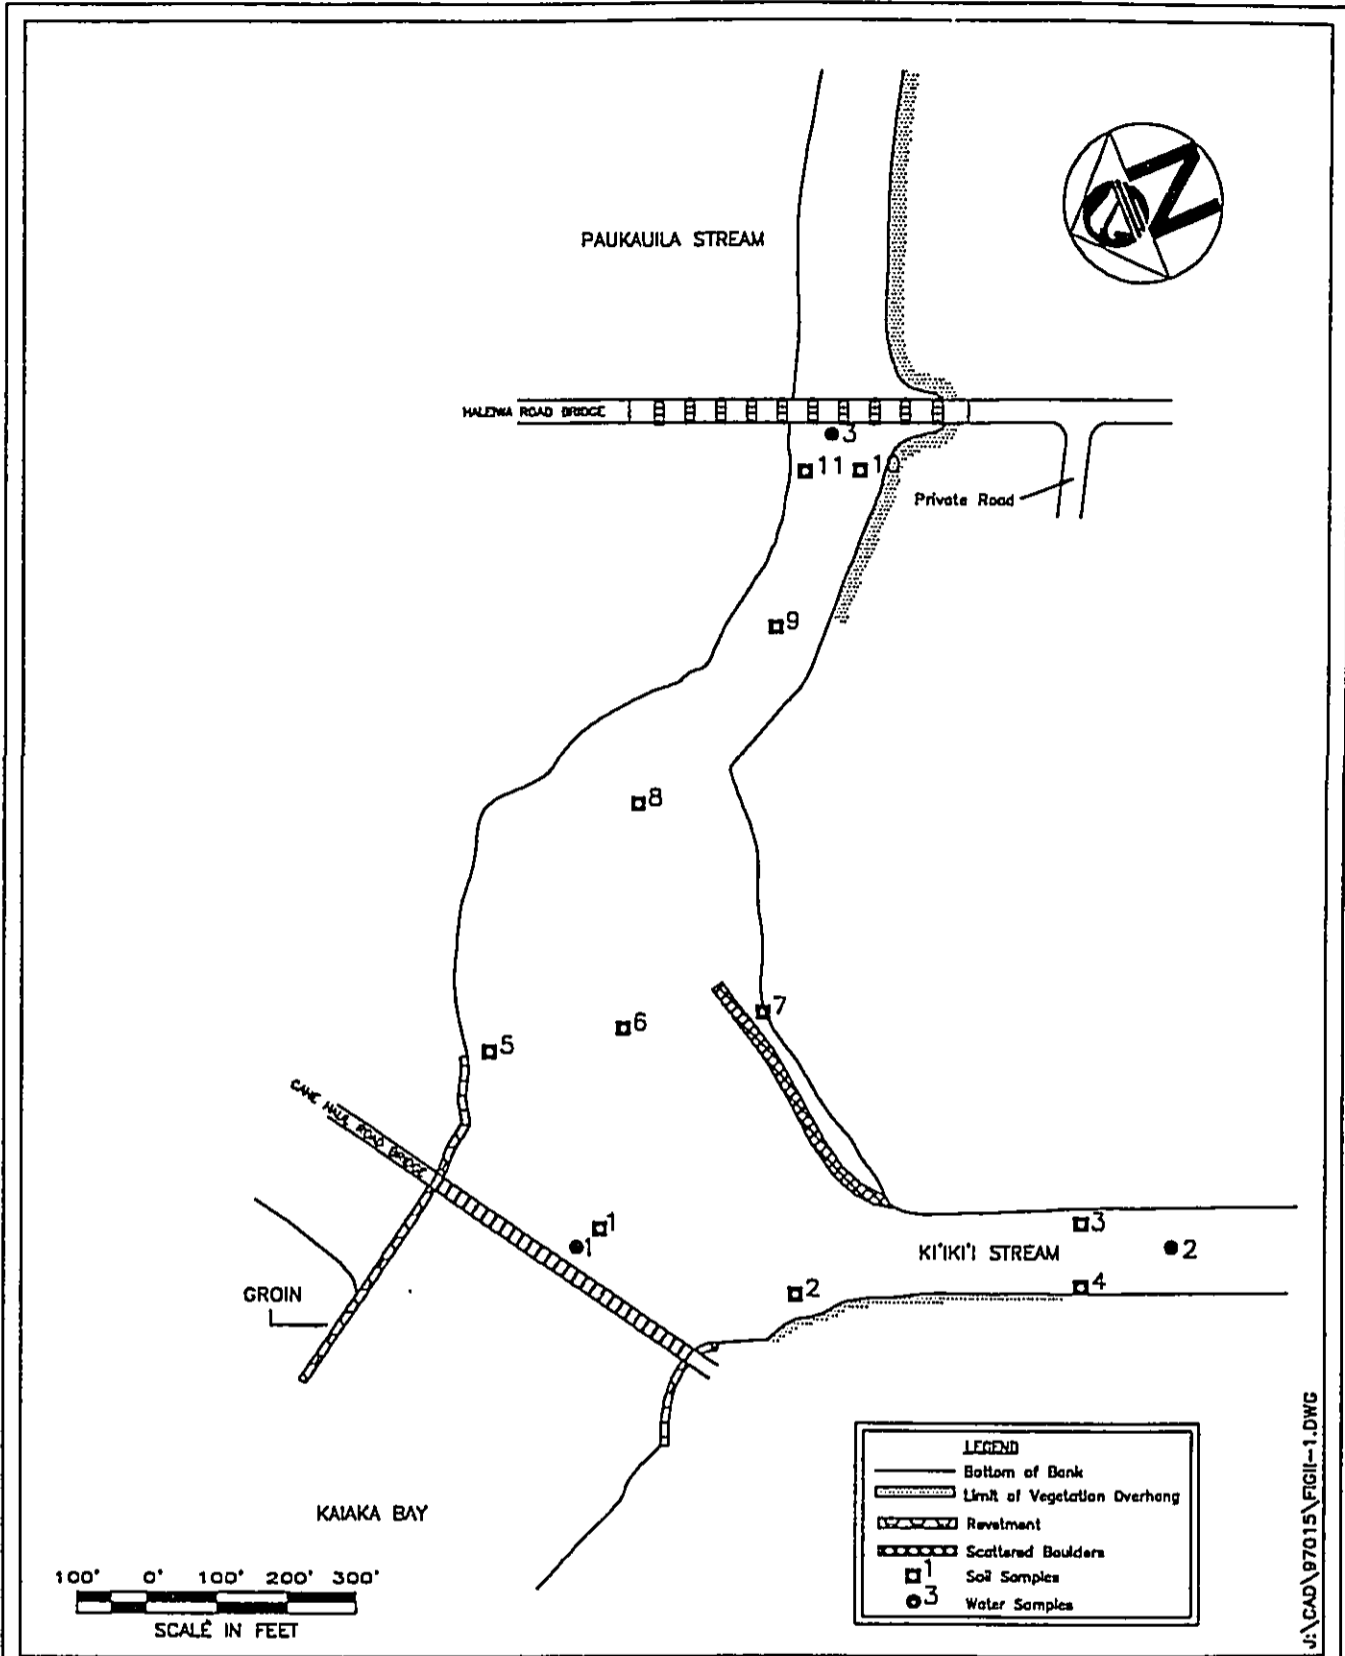 N
PAUKAUILA STREAM
HALEIWA ROAD BRIDGE
3
11
10
Private Road
9
8
7
6
5
CANE HAUL ROAD BRIDGE
1
1
3
KI'IKI'I STREAM
2
2
4
GROIN
KAIAKA BAY
100' 0' 100' 200' 300'
SCALE IN FEET
LEGEND
Bottom of Bank
Limit of Vegetation Overhang
Revetment
Scattered Boulders
1 Soil Samples
3 Water Samples
J:\CAD\97015\FIGII-1.DWG